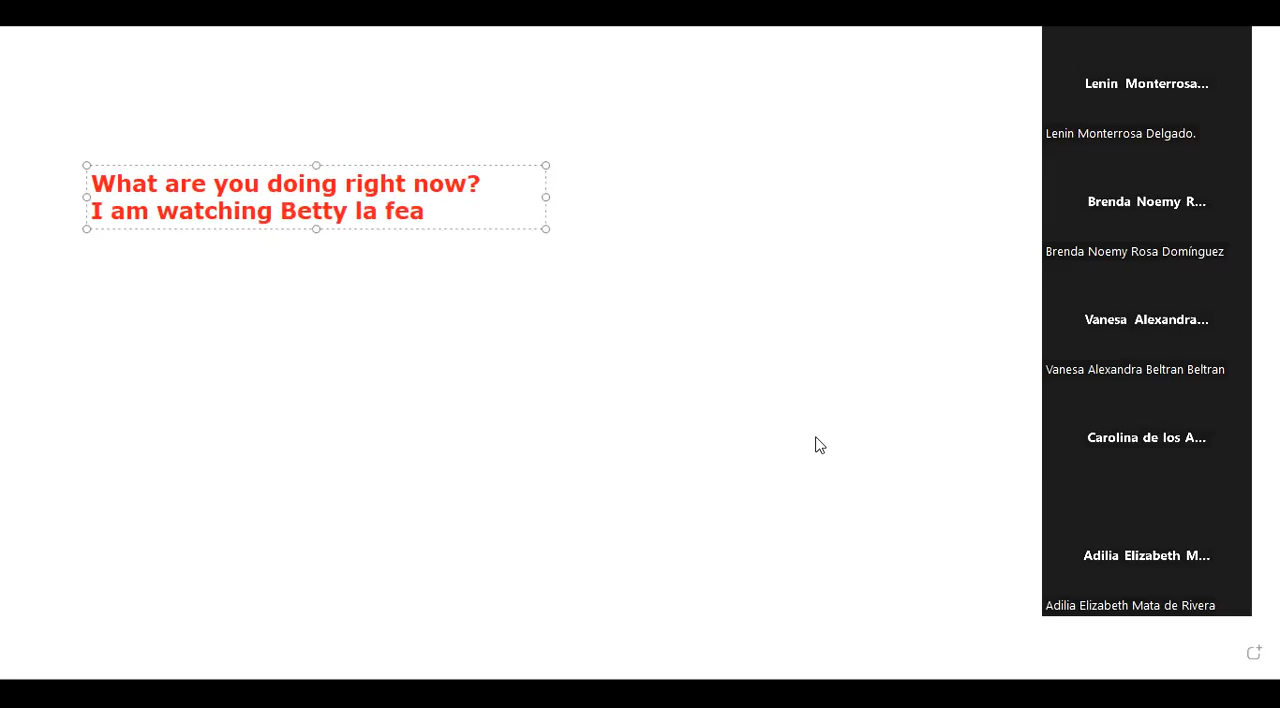 What are you doing right now?
I am watching Betty la fea
Lenin Monterrosa...
Lenin Monterrosa Delgado.
Brenda Noemy R...
Brenda Noemy Rosa Domínguez
Vanesa Alexandra...
Vanesa Alexandra Beltran Beltran
Carolina de los A...
Adilia Elizabeth M...
Adilia Elizabeth Mata de Rivera